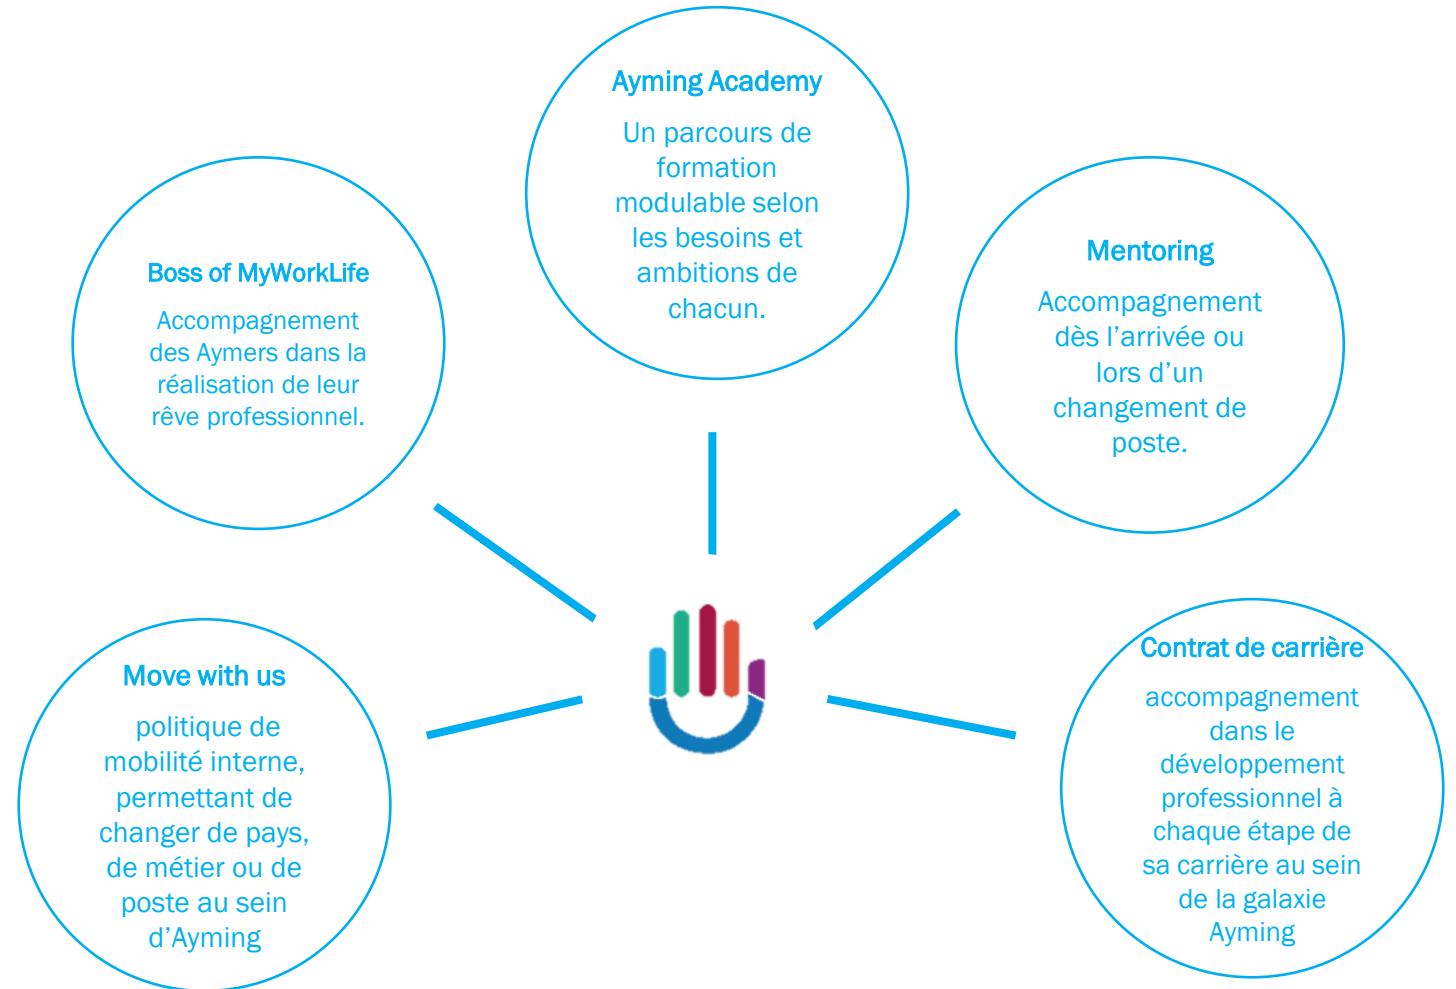 Ayming Academy
Un parcours de
formation
modulable selon
les besoins et
ambitions de
chacun.
Boss of MyWorkLife
Accompagnement
des Aymers dans la
réalisation de leur
rêve professionnel.
Mentoring
Accompagnement
dès l’arrivée ou
lors d’un
changement de
poste.
Move with us
politique de
mobilité interne,
permettant de
changer de pays,
de métier ou de
poste au sein
d’Ayming
Contrat de carrière
accompagnement
dans le
développement
professionnel à
chaque étape de
sa carrière au sein
de la galaxie
Ayming